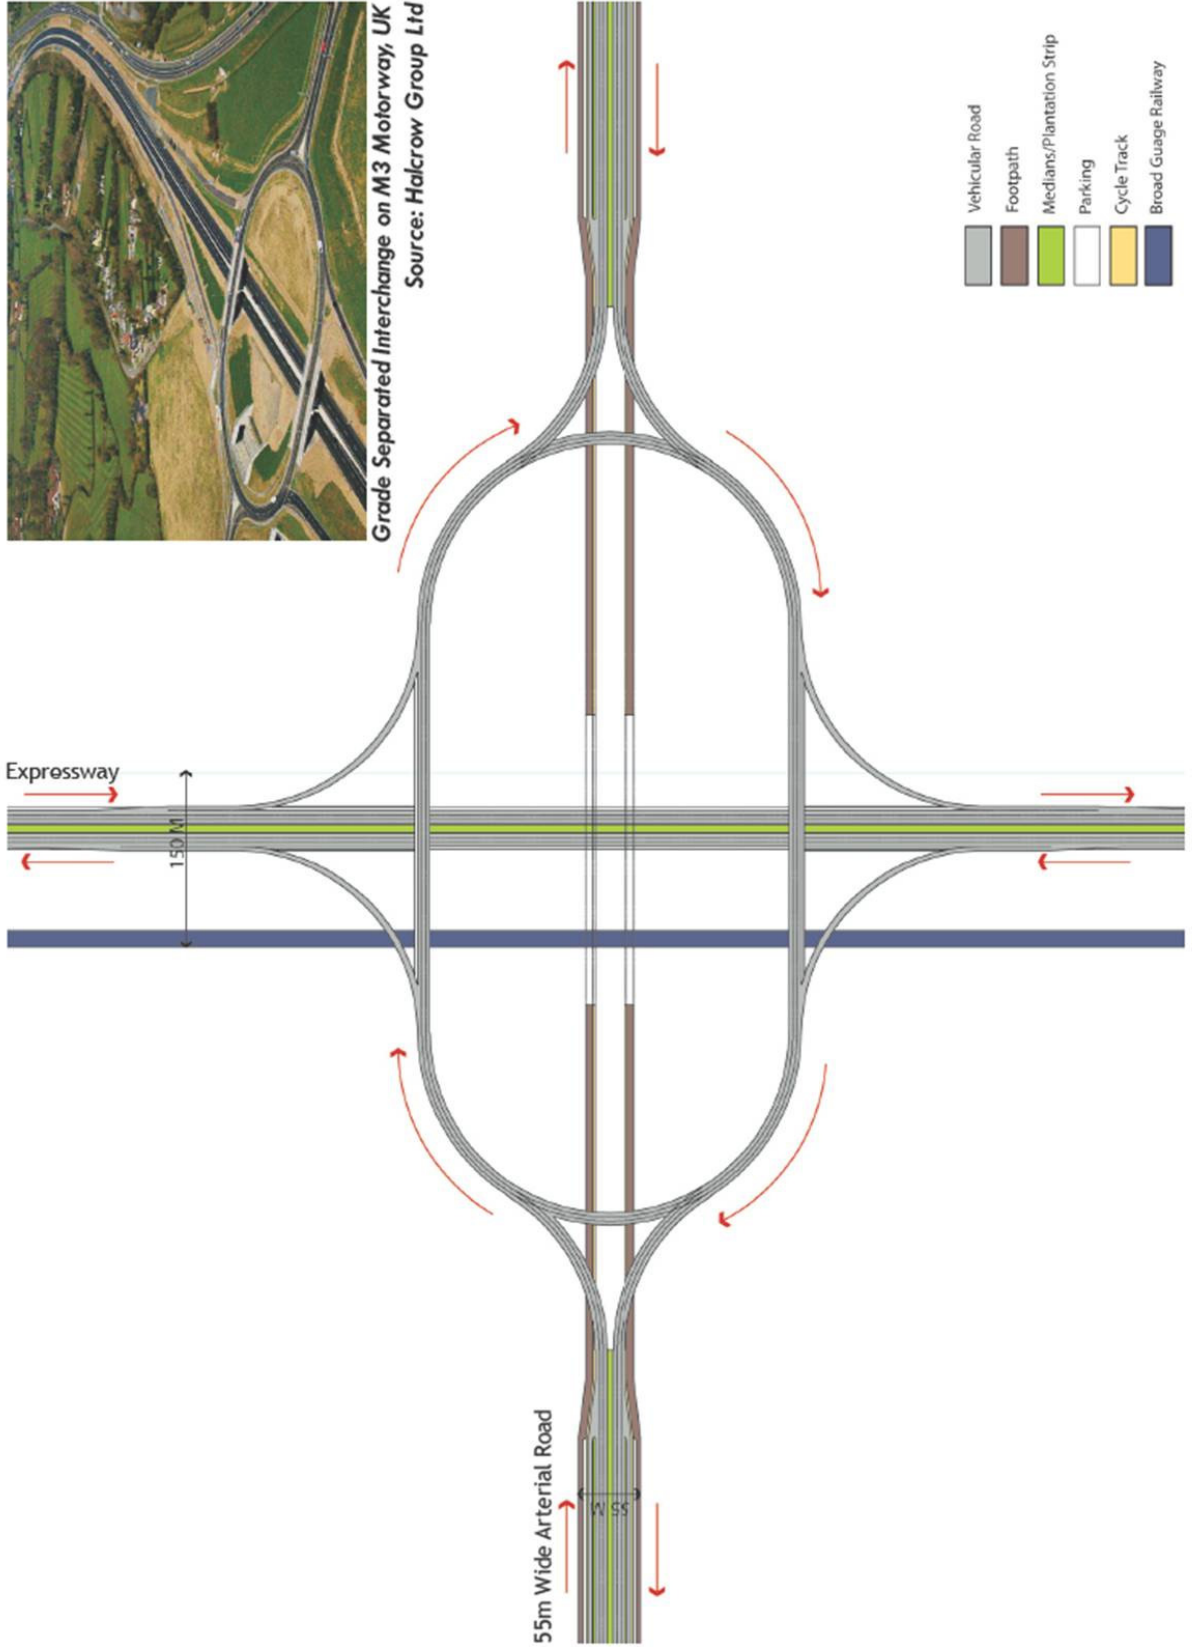 Grade Separated Interchange on M3 Motorway, UK
Source: Halcrow Group Ltd
Vehicular Road
Footpath
Medians/Plantation Strip
Parking
Cycle Track
Broad Guage Railway
Expressway
150 M
55m Wide Arterial Road
55 M